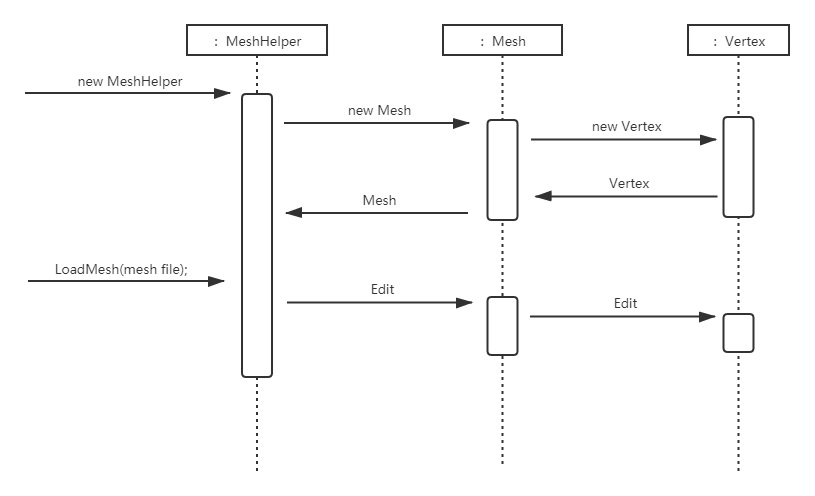 : MeshHelper
: Mesh
: Vertex
new MeshHelper
new Mesh
new Vertex
Vertex
Mesh
LoadMesh(mesh file);
Edit
Edit